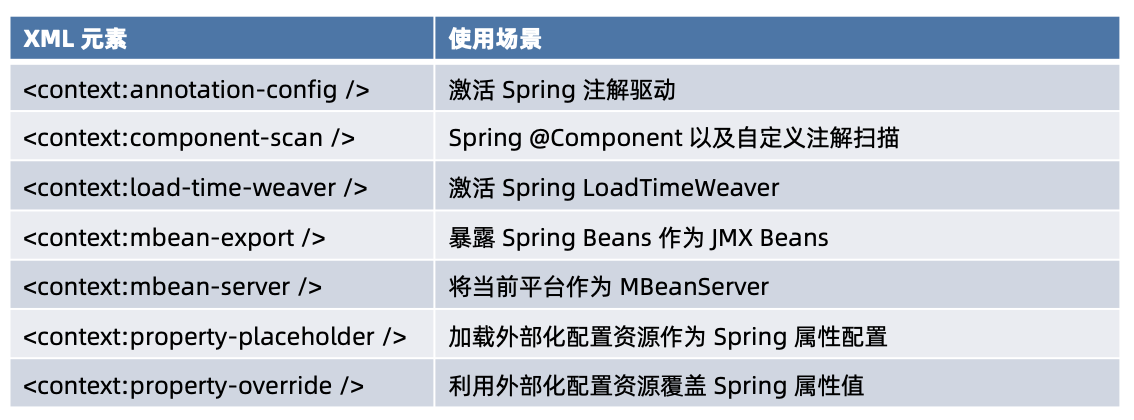 XML 元素 使用场景
<context:annotation-config /> 激活 Spring 注解驱动
<context:component-scan /> Spring @Component 以及自定义注解扫描
<context:load-time-weaver /> 激活 Spring LoadTimeWeaver
<context:mbean-export /> 暴露 Spring Beans 作为 JMX Beans
<context:mbean-server /> 将当前平台作为 MBeanServer
<context:property-placeholder /> 加载外部化配置资源作为 Spring 属性配置
<context:property-override /> 利用外部化配置资源覆盖 Spring 属性值